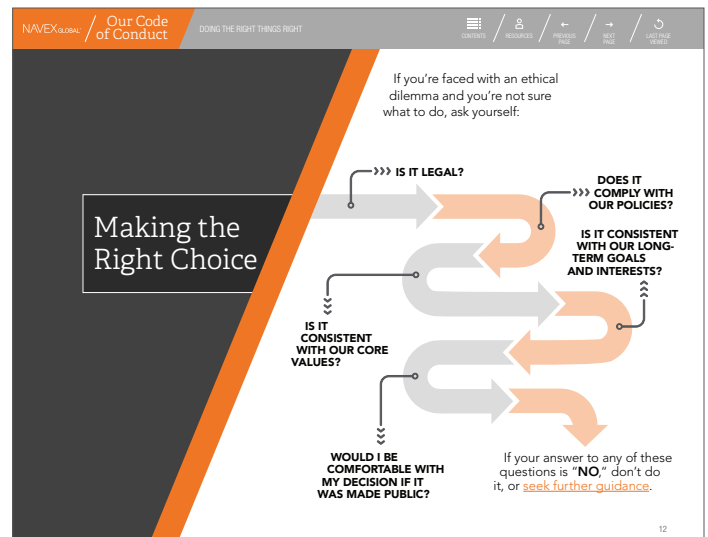 NAVEX GLOBAL® Our Code
of Conduct
DOING THE RIGHT THINGS RIGHT
CONTENTS
RESOURCES
PREVIOUS
PAGE
NEXT
PAGE
LAST PAGE
VIEWED
If you're faced with an ethical
dilemma and you're not sure
what to do, ask yourself:
Making the
Right Choice
IS IT LEGAL?
DOES IT
COMPLY WITH
OUR POLICIES?
IS IT CONSISTENT
WITH OUR CORE
VALUES?
IS IT CONSISTENT
WITH OUR LONG-
TERM GOALS
AND INTERESTS?
WOULD I BE
COMFORTABLE WITH
MY DECISION IF IT
WAS MADE PUBLIC?
If your answer to any of these
questions is "NO," don't do
it, or seek further guidance.
12